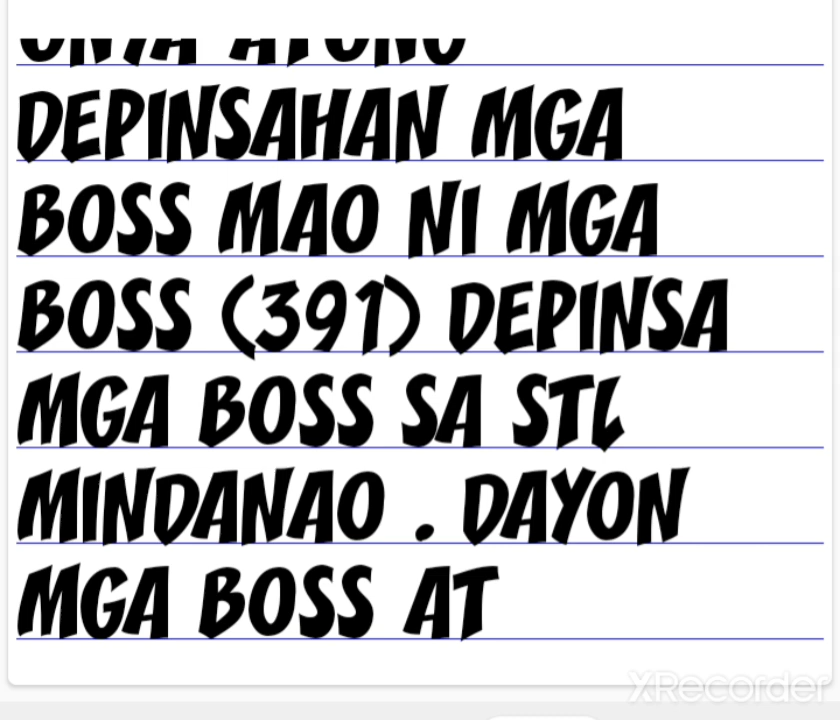 DEPINSAHAN MGA
BOSS MAO NI MGA
BOSS (391) DEPINSA
MGA BOSS SA STL
MINDANAO . DAYON
MGA BOSS AT
XRecorder